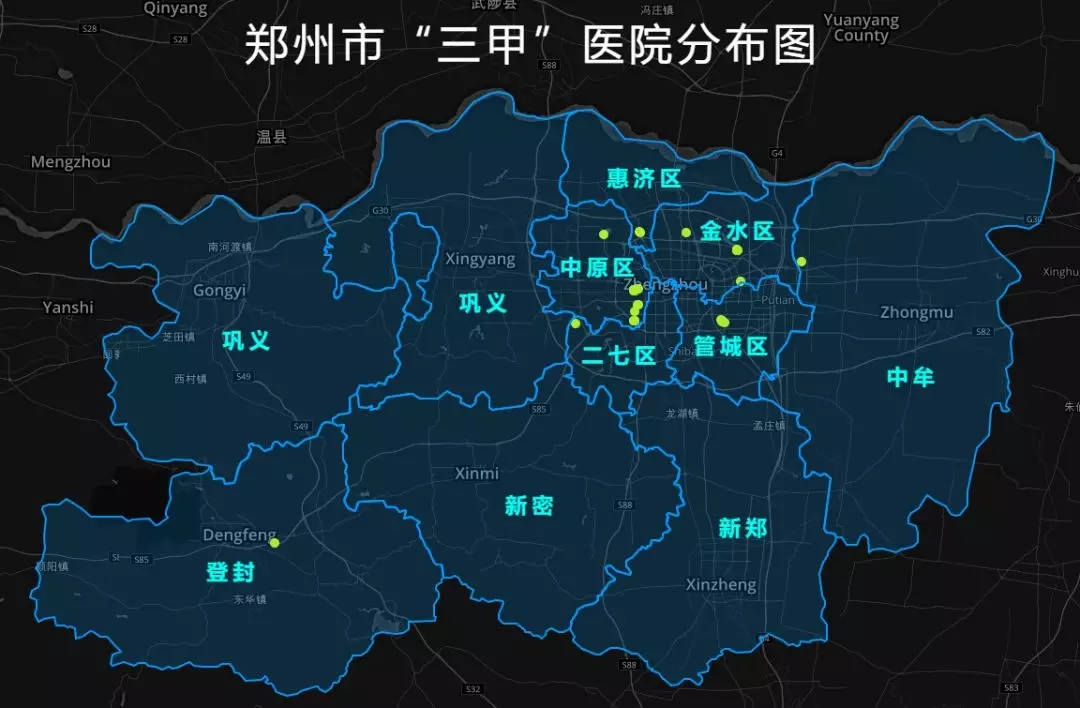 Qinyang
武陟县
冯庄镇
Yuanyang
County
S28
S28
郑州市“三甲”医院分布图
S88
温县
G4
Mengzhou
惠济区
G30
G30
金水区
南河渡镇
Xingyang
中原区
Xinghu
Gongyi
Zhengzhou
Yanshi
巩义
Putian
Zhongmu
芝田镇
巩义
S82
二七区
Shiba
管城区
西村镇
S49
中牟
S85
龙湖镇
S49
孟庄镇
Xinmi
新密
S88
新郑
Dengfeng
S85
登封
Xinzheng
东华镇
S88
S32
S83